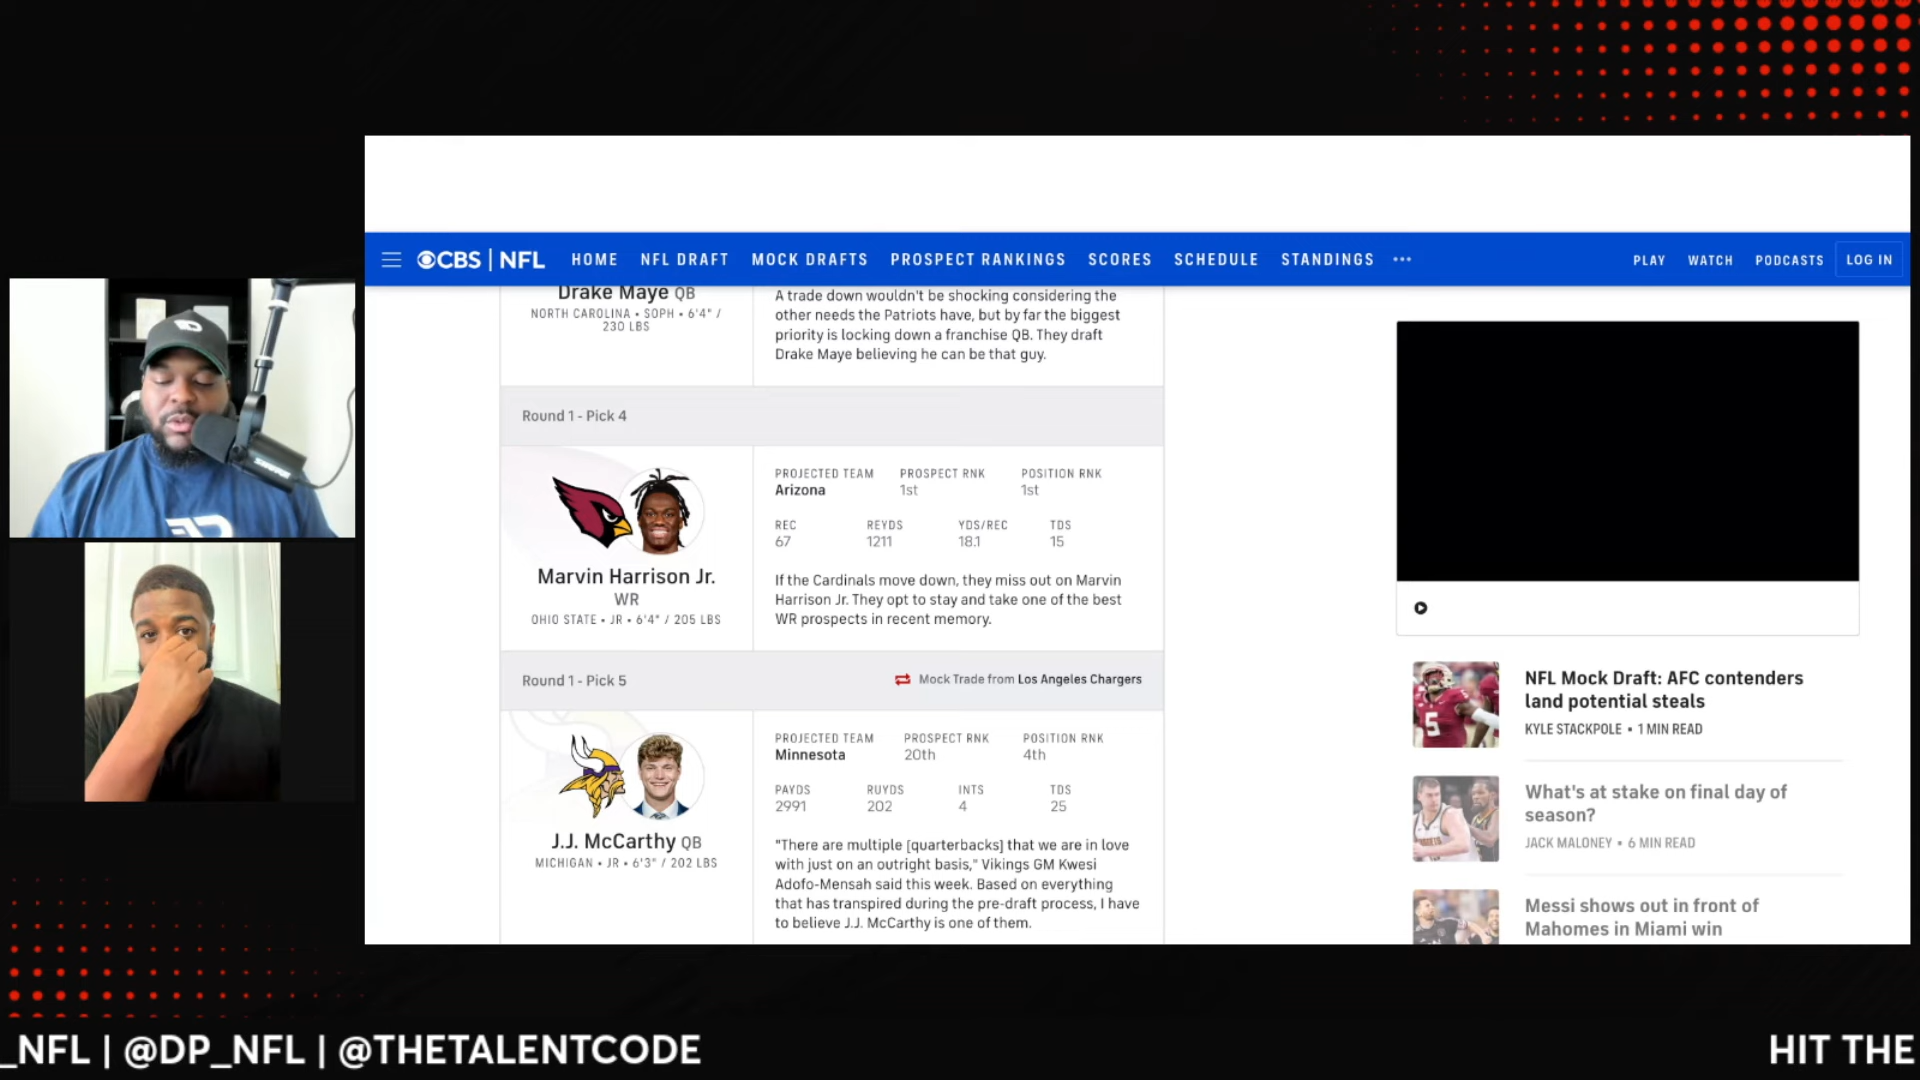 CBS | NFL HOME NFL DRAFT MOCK DRAFTS PROSPECT RANKINGS SCORES SCHEDULE STANDINGS ••• PLAY WATCH PODCASTS LOG IN
Drake Maye QB
NORTH CAROLINA • SOPH • 6'4" /
230 LBS
A trade down wouldn't be shocking considering the
other needs the Patriots have, but by far the biggest
priority is locking down a franchise QB. They draft
Drake Maye believing he can be that guy.
Round 1 - Pick 4
Marvin Harrison Jr.
WR
OHIO STATE • JR • 6'4" / 205 LBS
PROJECTED TEAM PROSPECT RNK POSITION RNK
Arizona 1st 1st
REC REYDS YDS/REC TDS
67 1211 18.1 15
If the Cardinals move down, they miss out on Marvin
Harrison Jr. They opt to stay and take one of the best
WR prospects in recent memory.
Round 1 - Pick 5 Mock Trade from Los Angeles Chargers
J.J. McCarthy QB
MICHIGAN • JR • 6'3" / 202 LBS
PROJECTED TEAM PROSPECT RNK POSITION RNK
Minnesota 20th 4th
PAYDS RUYDS INTS TDS
2991 202 4 25
"There are multiple [quarterbacks] that we are in love
with just on an outright basis," Vikings GM Kwesi
Adofo-Mensah said this week. Based on everything
that has transpired during the pre-draft process, I have
to believe J.J. McCarthy is one of them.
NFL Mock Draft: AFC contenders
land potential steals
KYLE STACKPOLE • 1 MIN READ
What's at stake on final day of
season?
JACK MALONEY • 6 MIN READ
Messi shows out in front of
Mahomes in Miami win
SHURE
_NFL | @DP_NFL | @THETALENTCODE HIT THE